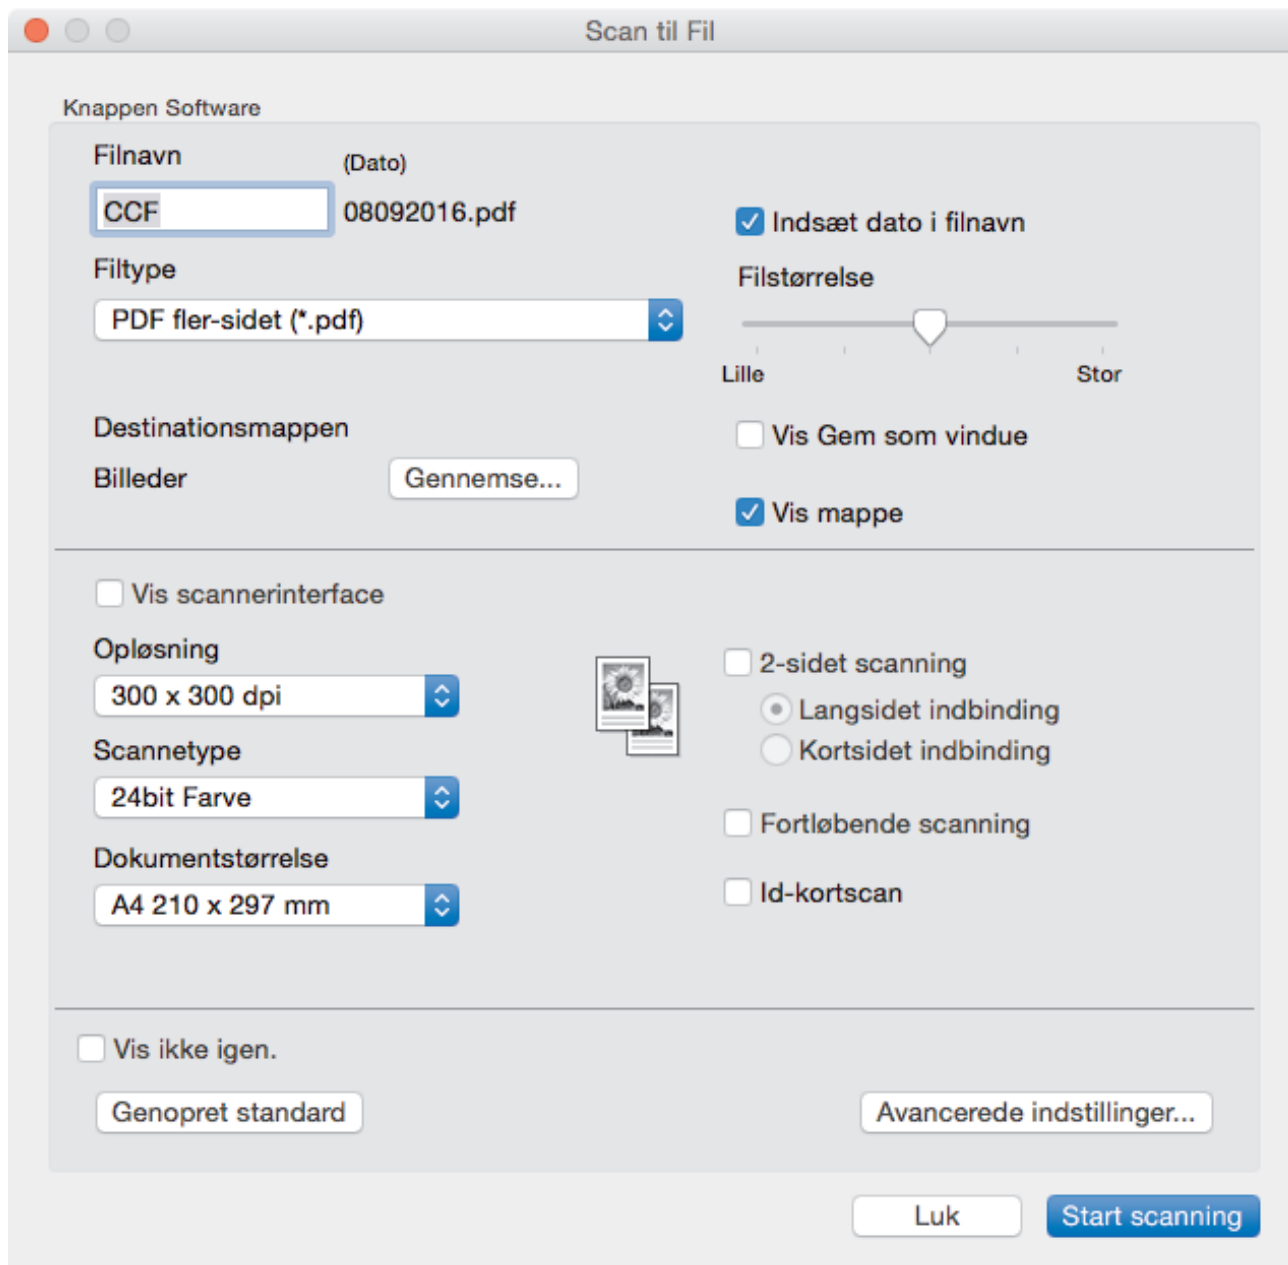 Scan til Fil
Knappen Software
Filnavn
(Dato)
CCF
08092016.pdf
Indsæt dato i filnavn
Filtype
Filstørrelse
PDF fler-sidet (*.pdf)
Lille
Stor
Destinationsmappen
Vis Gem som vindue
Billeder
Gennemse...
Vis mappe
Vis scannerinterface
Opløsning
300 x 300 dpi
2-sidet scanning
Langsidet indbinding
Kortsidet indbinding
Scannetype
24bit Farve
Fortløbende scanning
Dokumentstørrelse
A4 210 x 297 mm
Id-kortscan
Vis ikke igen.
Genopret standard
Avancerede indstillinger...
Luk
Start scanning